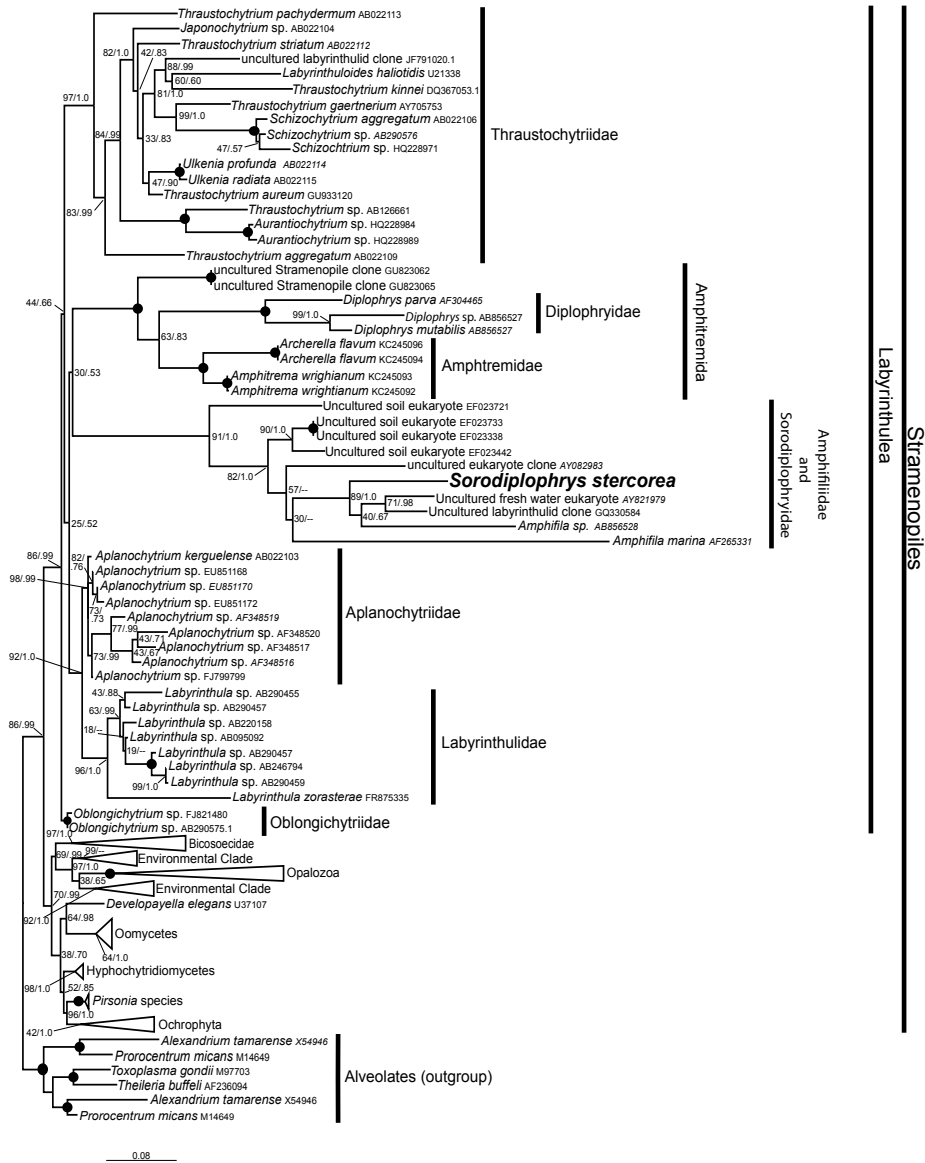 Thraustochytrium pachydermum AB022113
Japonochytrium sp. AB022104
82/1.0
42/.83
Thraustochytrium striatum AB022112
uncultured labyrinthulid clone JF791020.1
88/.99
Labyrinthuloides haliotidis U21338
60/.60
Thraustochytrium kinnei DQ367053.1
81/1.0
97/1.0
Thraustochytrium gaertnerium AY705753
99/1.0
Schizochytrium aggregatum AB022106
84/.99
33/.83
Schizochytrium sp. AB290576
47/.57
Schizochtrium sp. HQ228971
Thraustochytriidae
Ulkenia profunda AB022114
47/.90
Ulkenia radiata AB022115
Thraustochytrium aureum GU933120
83/.99
Thraustochytrium sp. AB126661
Aurantiochytrium sp. HQ228984
Aurantiochytrium sp. HQ228989
Thraustochytrium aggregatum AB022109
uncultured Stramenopile clone GU823062
uncultured Stramenopile clone GU823065
44/.66
Diplophrys parva AF304465
99/1.0
Diplophrys sp. AB856527
Diplophrys mutabilis AB856527
Diplophryidae
63/.83
Archerella flavum KC245096
Archerella flavum KC245094
Amphitrema wrighianum KC245093
Amphitrema wrightianum KC245092
Amphtremidae
Amphitremida
30/.53
Uncultured soil eukaryote EF023721
91/1.0
90/1.0
Uncultured soil eukaryote EF023733
Uncultured soil eukaryote EF023338
Uncultured soil eukaryote EF023442
82/1.0
uncultured eukaryote clone AY082983
57/--
Sorodiplophrys stercorea
89/1.0
71/.98
Uncultured fresh water eukaryote AY821979
Uncultured labyrinthulid clone GQ330584
40/.67
30/--
Amphifila sp. AB856528
Amphifila marina AF265331
Amphifiliidae
and
Sorodiplophryidae
Labyrinthulea
Stramenopiles
25/.52
86/.99
82/
.76
Aplanochytrium kerguelense AB022103
Aplanochytrium sp. EU851168
98/.99
Aplanochytrium sp. EU851170
Aplanochytrium sp. EU851172
73/
.73
Aplanochytrium sp. AF348519
77/.99
Aplanochytrium sp. AF348520
43/.71
Aplanochytrium sp. AF348517
43/.67
73/.99
Aplanochytrium sp. AF348516
Aplanochytrium sp. FJ799799
Aplanochytriidae
92/1.0
43/.88
Labyrinthula sp. AB290455
Labyrinthula sp. AB290457
63/.99
Labyrinthula sp. AB220158
18/--
Labyrinthula sp. AB095092
19/--
Labyrinthula sp. AB290457
Labyrinthula sp. AB246794
99/1.0
Labyrinthula sp. AB290459
96/1.0
Labyrinthula zorasterae FR875335
Labyrinthulidae
86/.99
Oblongichytrium sp. FJ821480
Oblongichytrium sp. AB290575.1
Oblongichytriidae
97/1.0
Bicosoecidae
69/.99
99/--
Environmental Clade
97/1.0
Opalozoa
38/.65
Environmental Clade
70/.99
92/1.0
Developayella elegans U37107
64/.98
Oomycetes
64/1.0
38/.70
Hyphochytridiomycetes
98/1.0
52/.85
Pirsonia species
96/1.0
Ochrophyta
42/1.0
Alexandrium tamarense X54946
Prorocentrum micans M14649
Toxoplasma gondii M97703
Theileria buffeli AF236094
Alexandrium tamarense X54946
Prorocentrum micans M14649
Alveolates (outgroup)
0.08